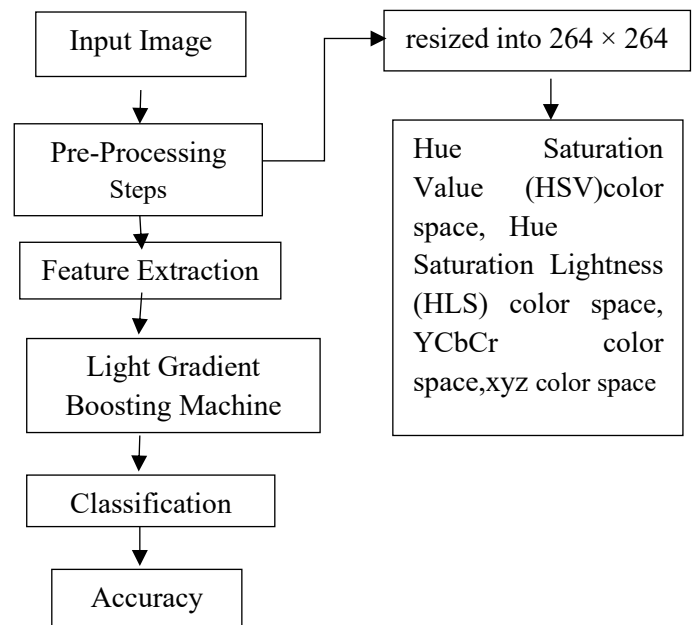 Input Image
Pre-Processing
Steps
Feature Extraction
Light Gradient
Boosting Machine
Classification
Accuracy
resized into 264 × 264
Hue Saturation
Value (HSV)color
space, Hue
Saturation Lightness
(HLS) color space,
YCbCr color
space,xyz color space